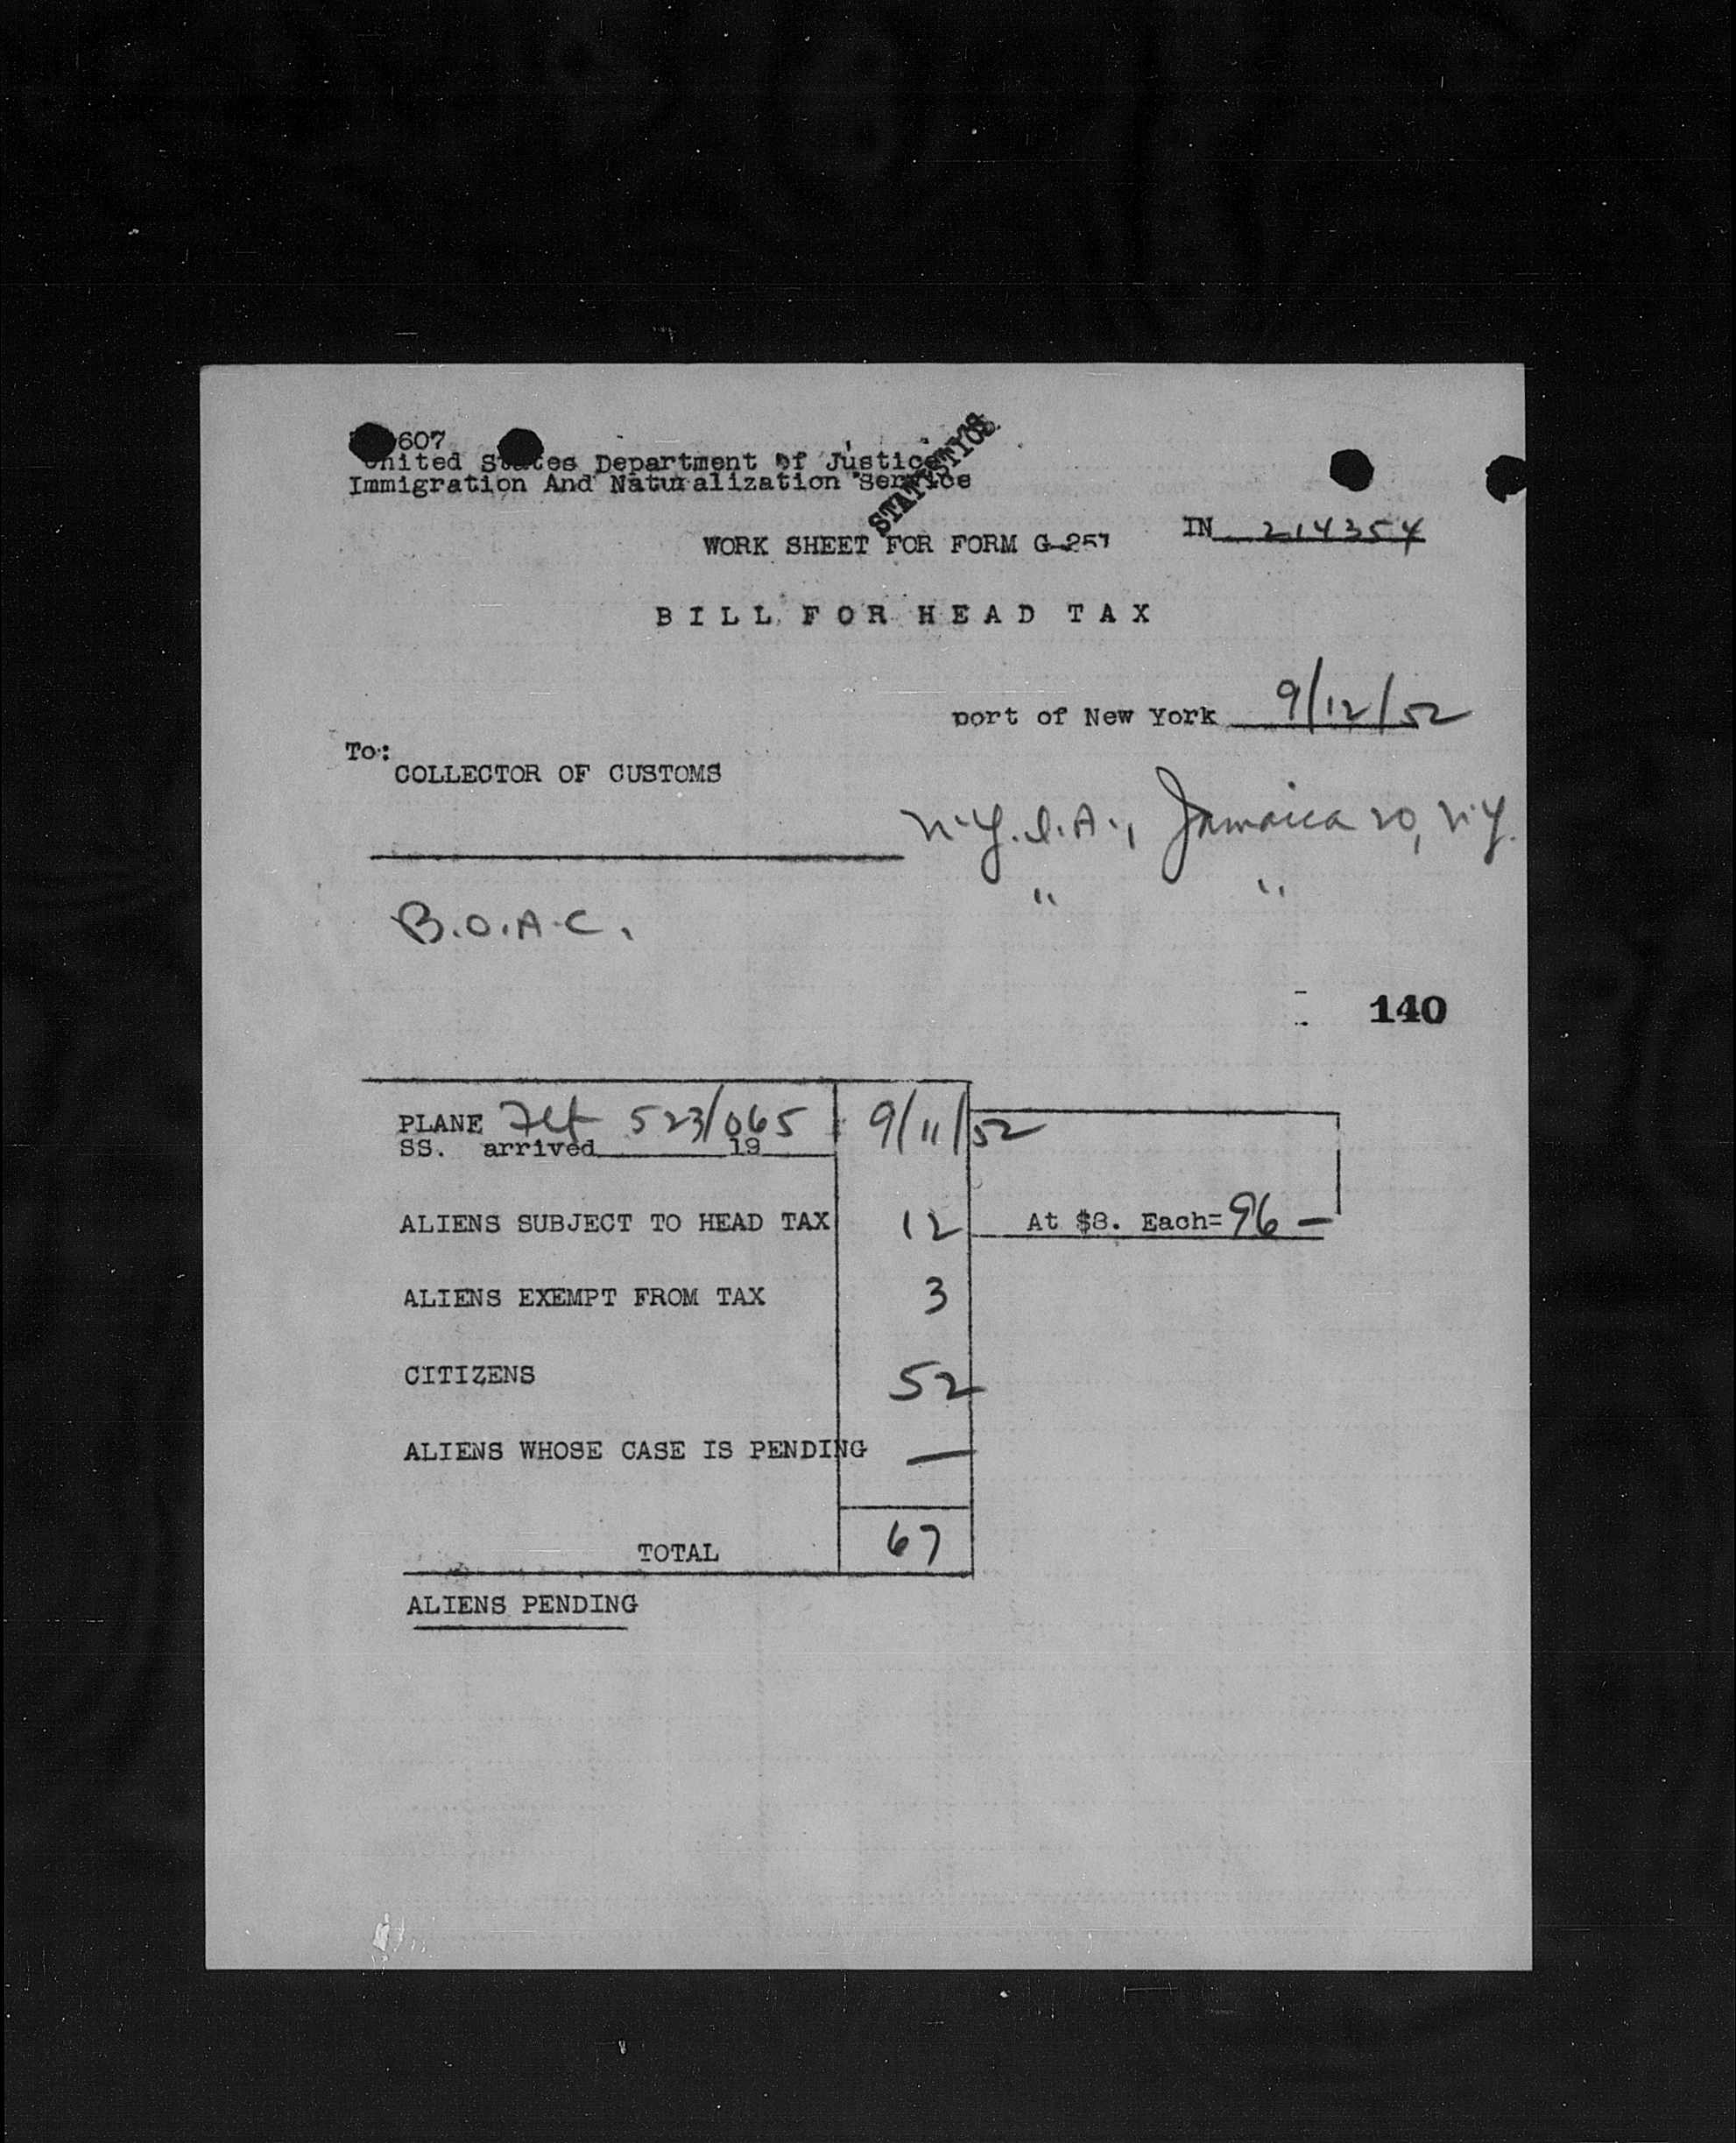 607
United States Department of Justice
Immigration And Naturalization Service
STATISTICS
WORK SHEET FOR FORM G-257
IN 214354
BILL FOR HEAD TAX
port of New York 9/12/52
To:
COLLECTOR OF CUSTOMS
N.Y.I.A., Jamaica 20, N.Y.
" "
B.O.A.C.
140
PLANE Flt 523/065 9/11/52
SS. arrived 19
ALIENS SUBJECT TO HEAD TAX 12 At $8. Each= 96 —
ALIENS EXEMPT FROM TAX 3
CITIZENS 52
ALIENS WHOSE CASE IS PENDING —
TOTAL 67
ALIENS PENDING